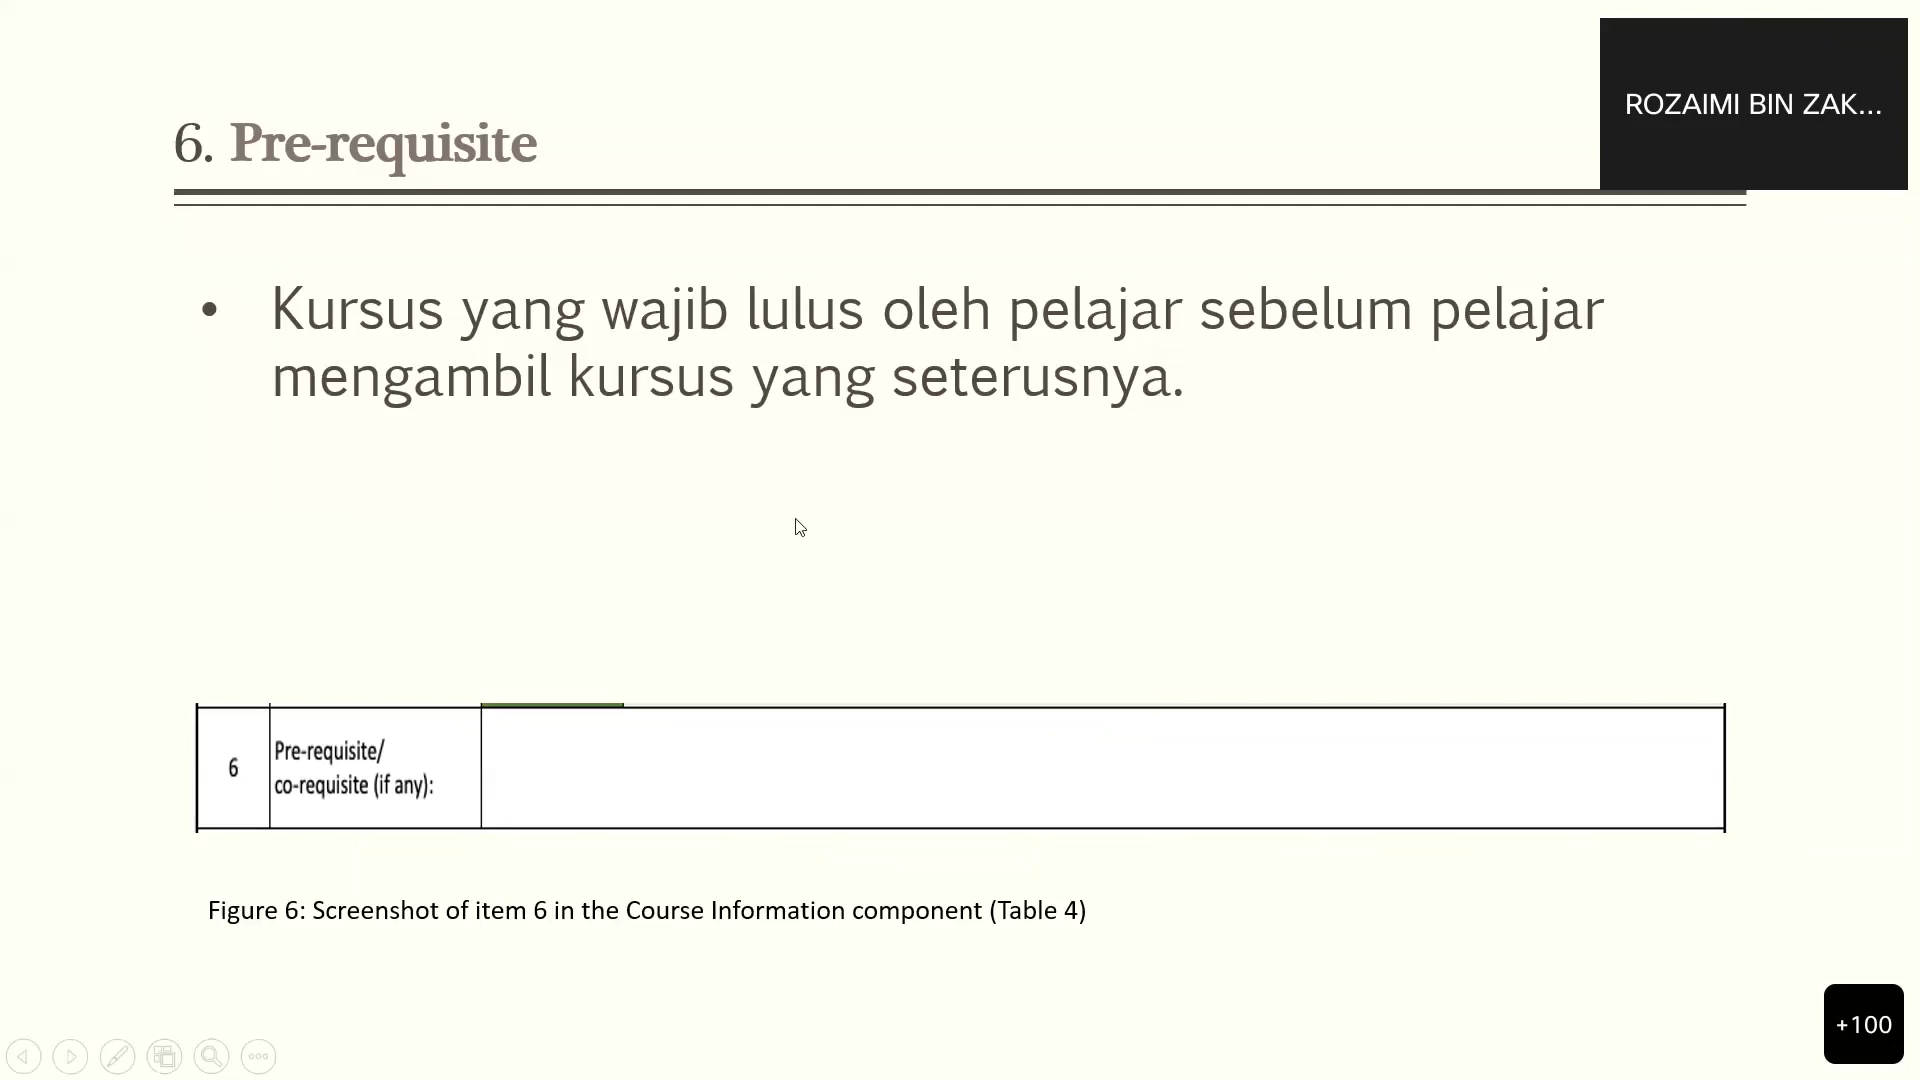 ROZAIMI BIN ZAK...
6. Pre-requisite
• Kursus yang wajib lulus oleh pelajar sebelum pelajar
mengambil kursus yang seterusnya.
6
Pre-requisite/
co-requisite (if any):
Figure 6: Screenshot of item 6 in the Course Information component (Table 4)
+100